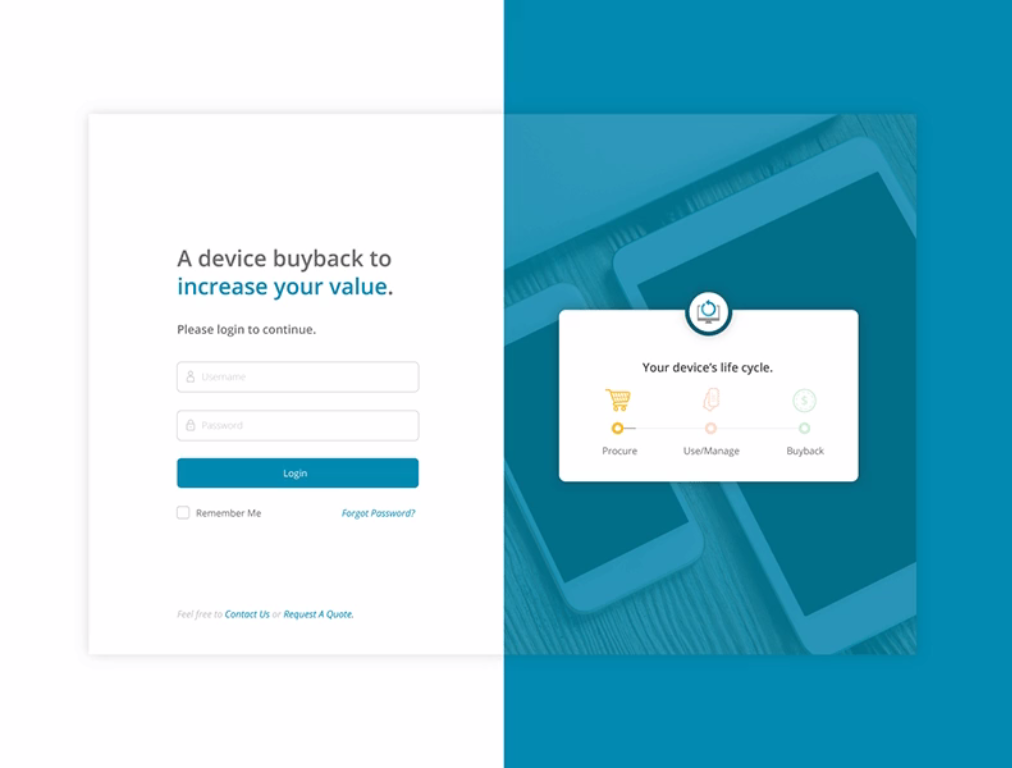 A device buyback to
increase your value.
Please login to continue.
Username
Password
Login
Remember Me Forgot Password?
Feel free to Contact Us or Request A Quote.
Your device's life cycle.
$
Procure Use/Manage Buyback